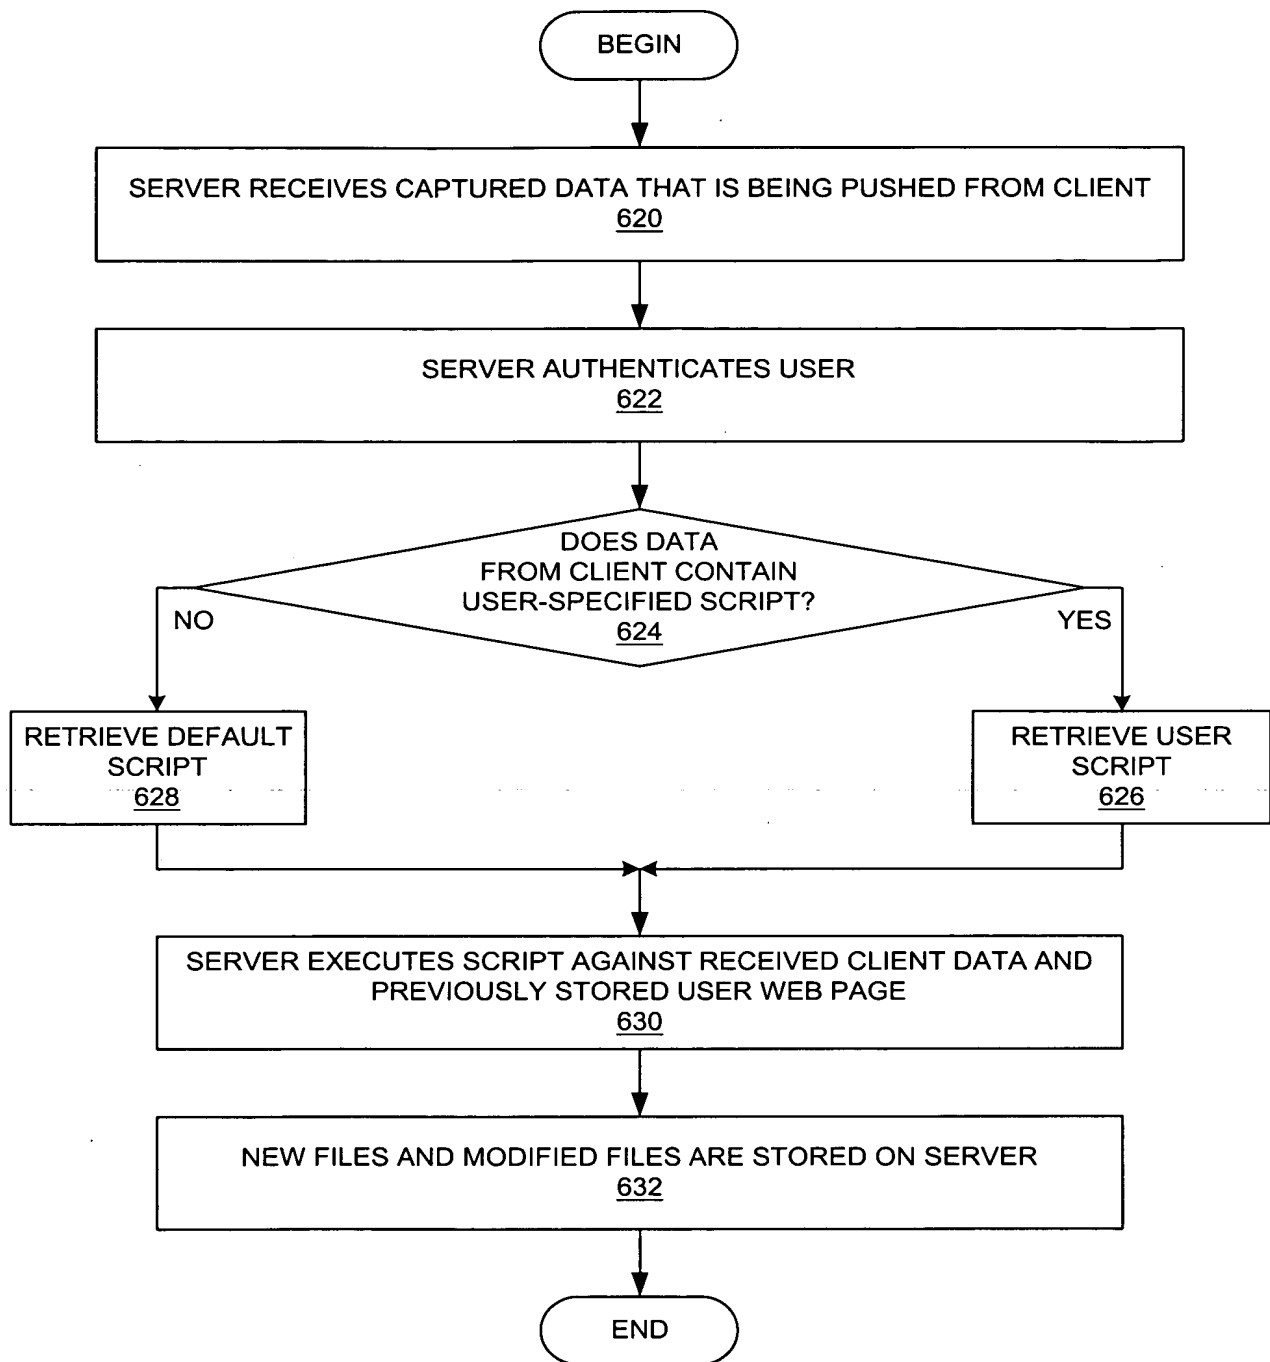 BEGIN
SERVER RECEIVES CAPTURED DATA THAT IS BEING PUSHED FROM CLIENT
620
SERVER AUTHENTICATES USER
622
DOES DATA
FROM CLIENT CONTAIN
USER-SPECIFIED SCRIPT?
624
NO
YES
RETRIEVE DEFAULT
SCRIPT
628
RETRIEVE USER
SCRIPT
626
SERVER EXECUTES SCRIPT AGAINST RECEIVED CLIENT DATA AND
PREVIOUSLY STORED USER WEB PAGE
630
NEW FILES AND MODIFIED FILES ARE STORED ON SERVER
632
END